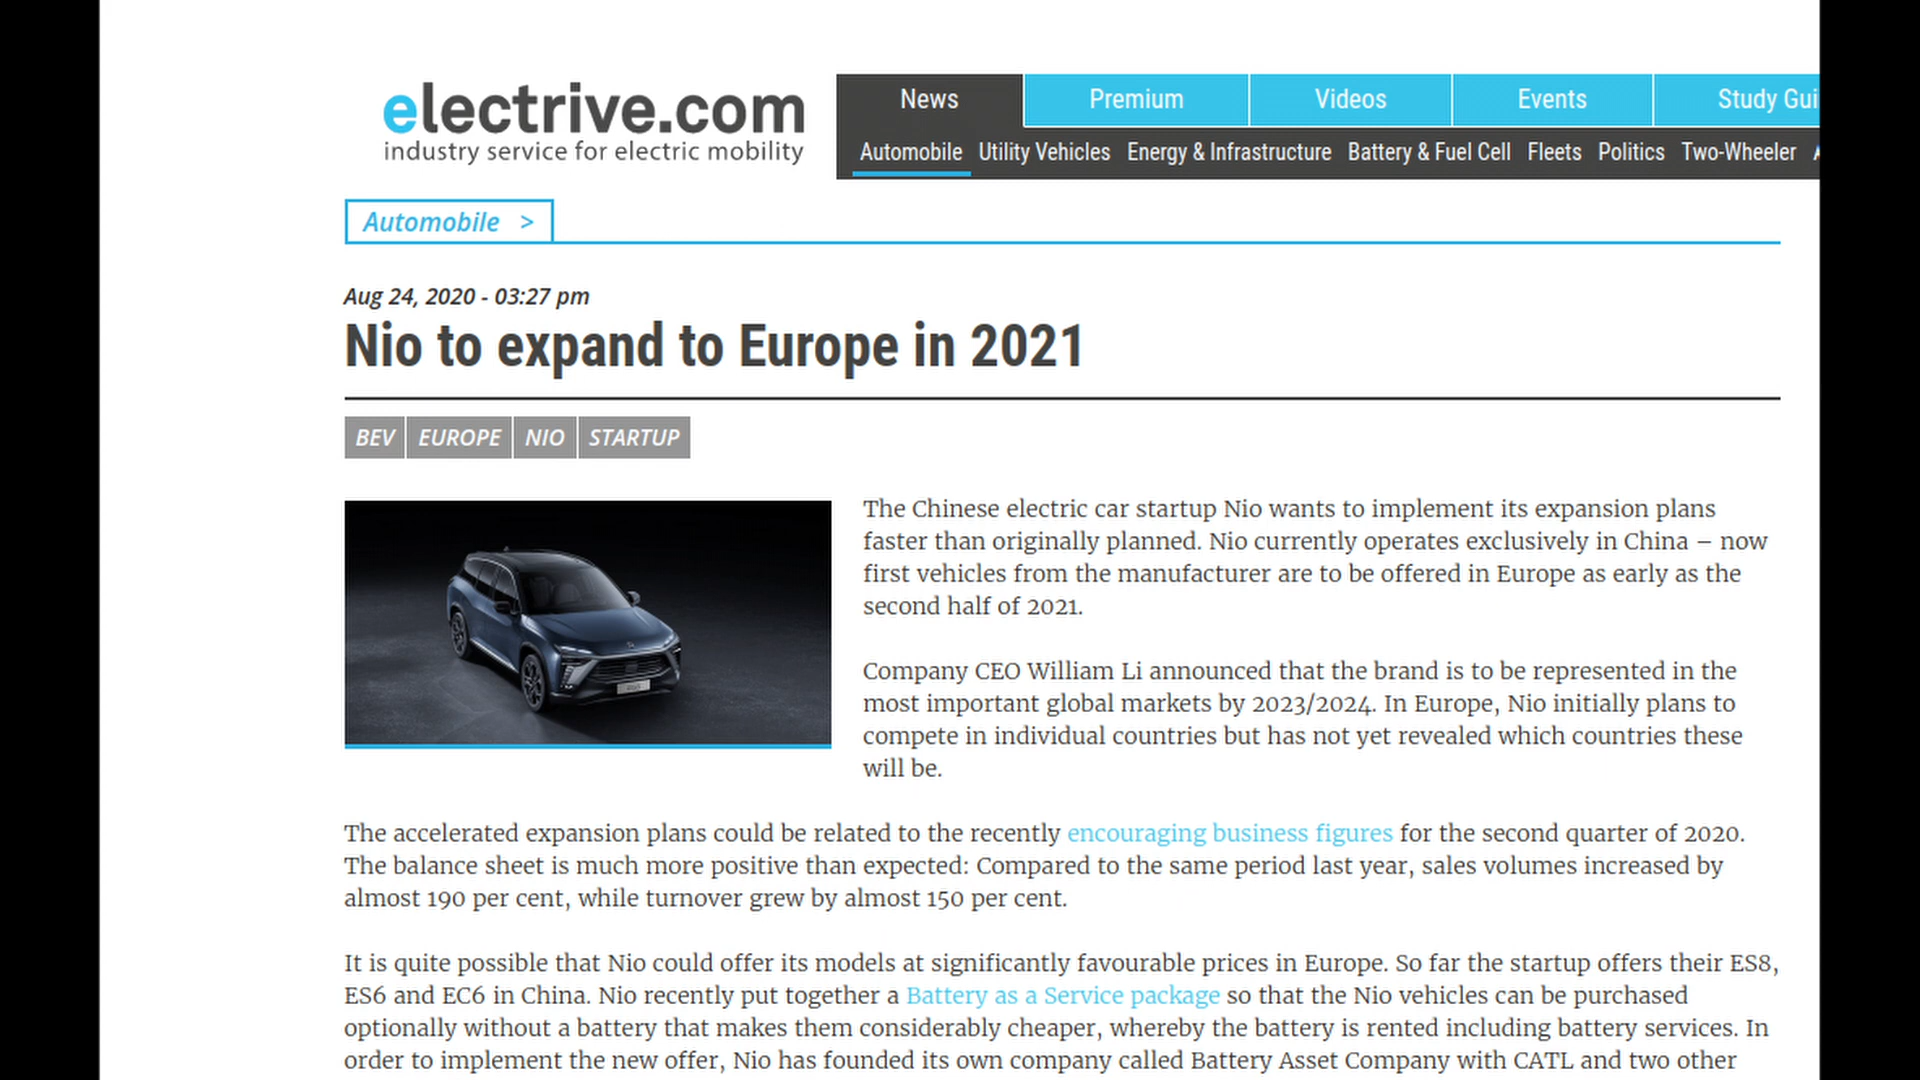 electrive.com
industry service for electric mobility
News Premium Videos Events Study Gui
Automobile Utility Vehicles Energy & Infrastructure Battery & Fuel Cell Fleets Politics Two-Wheeler
Automobile >
Aug 24, 2020 - 03:27 pm
Nio to expand to Europe in 2021
BEV EUROPE NIO STARTUP
The Chinese electric car startup Nio wants to implement its expansion plans
faster than originally planned. Nio currently operates exclusively in China – now
first vehicles from the manufacturer are to be offered in Europe as early as the
second half of 2021.
Company CEO William Li announced that the brand is to be represented in the
most important global markets by 2023/2024. In Europe, Nio initially plans to
compete in individual countries but has not yet revealed which countries these
will be.
The accelerated expansion plans could be related to the recently encouraging business figures for the second quarter of 2020.
The balance sheet is much more positive than expected: Compared to the same period last year, sales volumes increased by
almost 190 per cent, while turnover grew by almost 150 per cent.
It is quite possible that Nio could offer its models at significantly favourable prices in Europe. So far the startup offers their ES8,
ES6 and EC6 in China. Nio recently put together a Battery as a Service package so that the Nio vehicles can be purchased
optionally without a battery that makes them considerably cheaper, whereby the battery is rented including battery services. In
order to implement the new offer, Nio has founded its own company called Battery Asset Company with CATL and two other